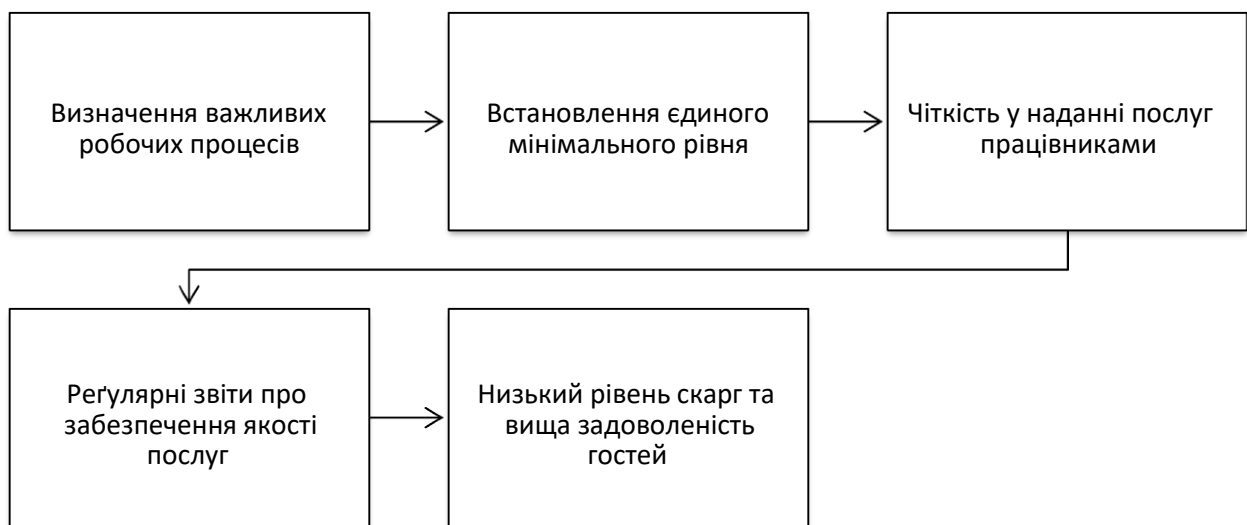 Визначення важливих
робочих процесів
Встановлення єдиного
мінімального рівня
Чіткість у наданні послуг
працівниками
Реґулярні звіти про
забезпечення якості
послуг
Низький рівень скарг та
вища задоволеність
гостей